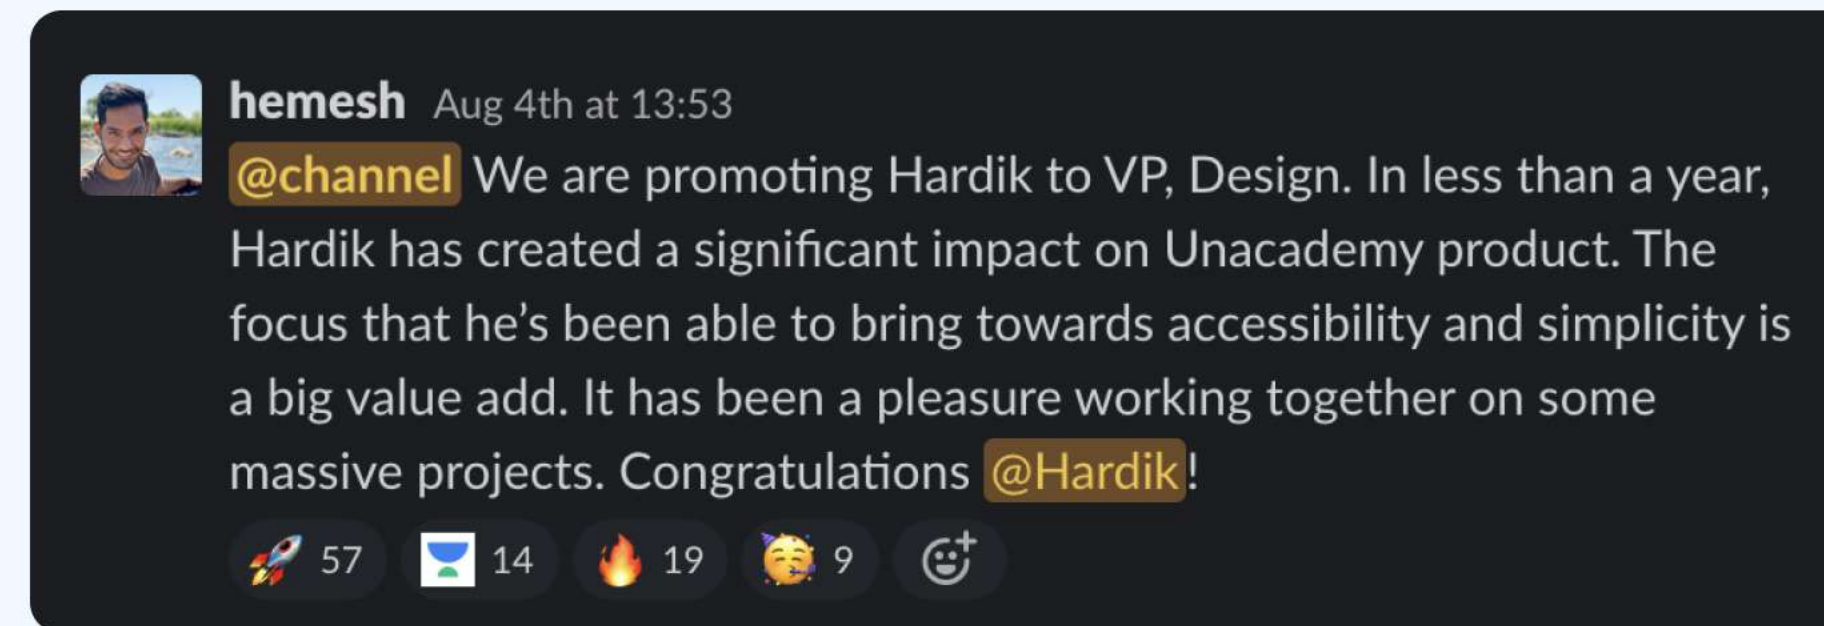 hemesh Aug 4th at 13:53
@channel We are promoting Hardik to VP, Design. In less than a year,
Hardik has created a significant impact on Unacademy product. The
focus that he’s been able to bring towards accessibility and simplicity is
a big value add. It has been a pleasure working together on some
massive projects. Congratulations @Hardik!
57 14 19 9